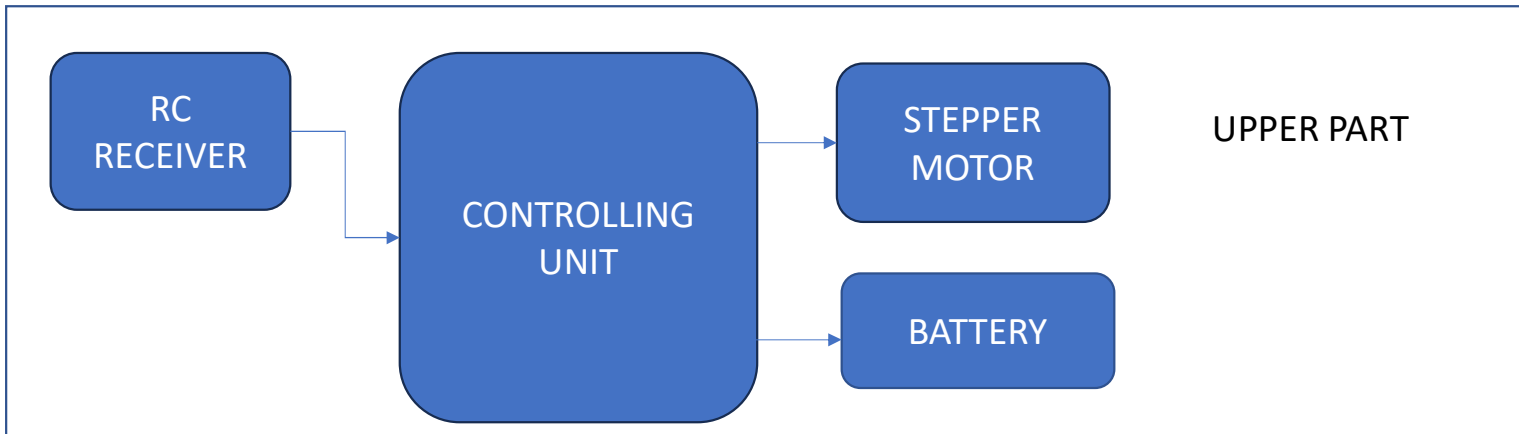 RC
RECEIVER
CONTROLLING
UNIT
STEPPER
MOTOR
BATTERY
UPPER PART